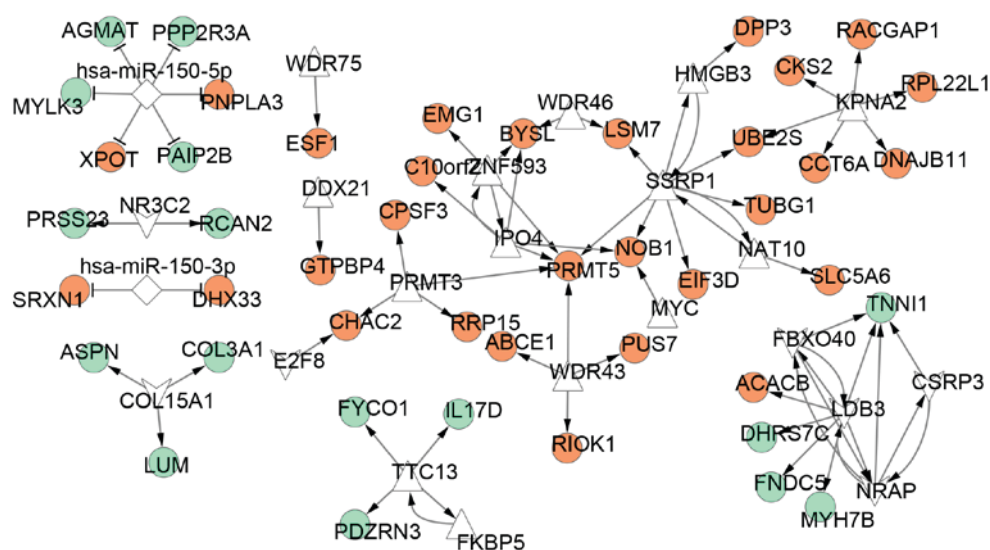 AGMAT
PPP2R3A
hsa-miR-150-5p
MYLK3
PNPLA3
XPOT
PAIP2B
WDR75
ESF1
DDX21
GTPBP4
PRSS23
NR3C2
RCAN2
hsa-miR-150-3p
SRXN1
DHX33
ASPN
COL3A1
COL15A1
LUM
DPP3
RACGAP1
CKS2
HMGB3
RPL22L1
KPNA2
EMG1
WDR46
BYSL
LSM7
UBE2S
C10orf2
ZNF593
CCT6A
DNAJB11
SSRP1
CPSF3
TUBG1
IPO4
NOB1
NAT10
PRMT5
PRMT3
EIF3D
SLC5A6
MYC
TNNI1
CHAC2
RRP15
ABCE1
PUS7
FBXO40
E2F8
WDR43
CSRP3
ACACB
LDB3
FYCO1
IL17D
DHRS7C
RIOK1
TTC13
FNDC5
NRAP
PDZRN3
FKBP5
MYH7B